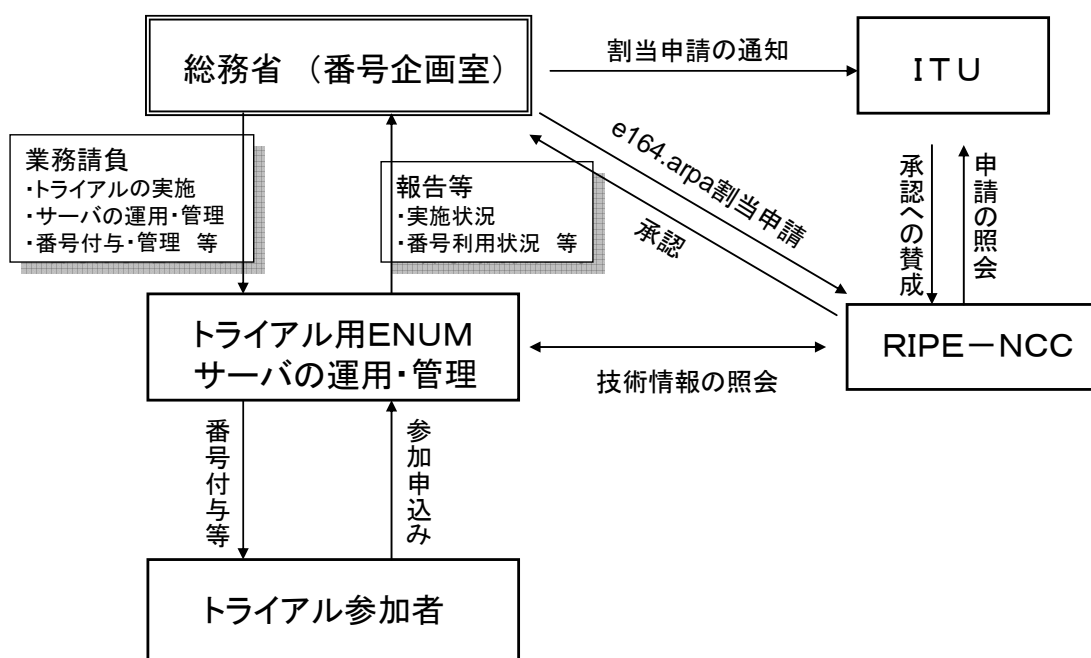 総務省 (番号企画室)
割当申請の通知
ITU
業務請負
・トライアルの実施
・サーバの運用・管理
・番号付与・管理 等
報告等
・実施状況
・番号利用状況 等
e164.arpa割当申請
承認
承認への賛成
申請の照会
トライアル用ENUM
サーバの運用・管理
RIPE-NCC
技術情報の照会
番号付与等
参加申込み
トライアル参加者